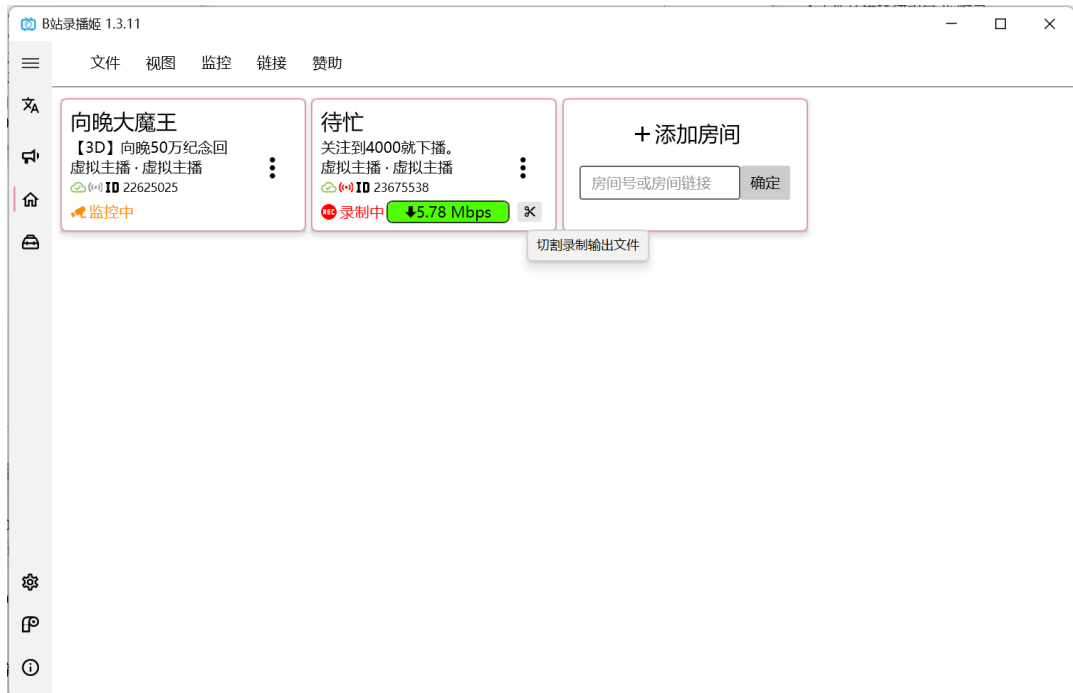 B站录播姬 1.3.11
文件 视图 监控 链接 赞助
向晚大魔王
【3D】向晚50万纪念回
虚拟主播 · 虚拟主播
ID 22625025
监控中
待忙
关注到4000就下播。
虚拟主播 · 虚拟主播
ID 23675538
REC 录制中 5.78 Mbps
添加房间
房间号或房间链接 确定
切割录制输出文件